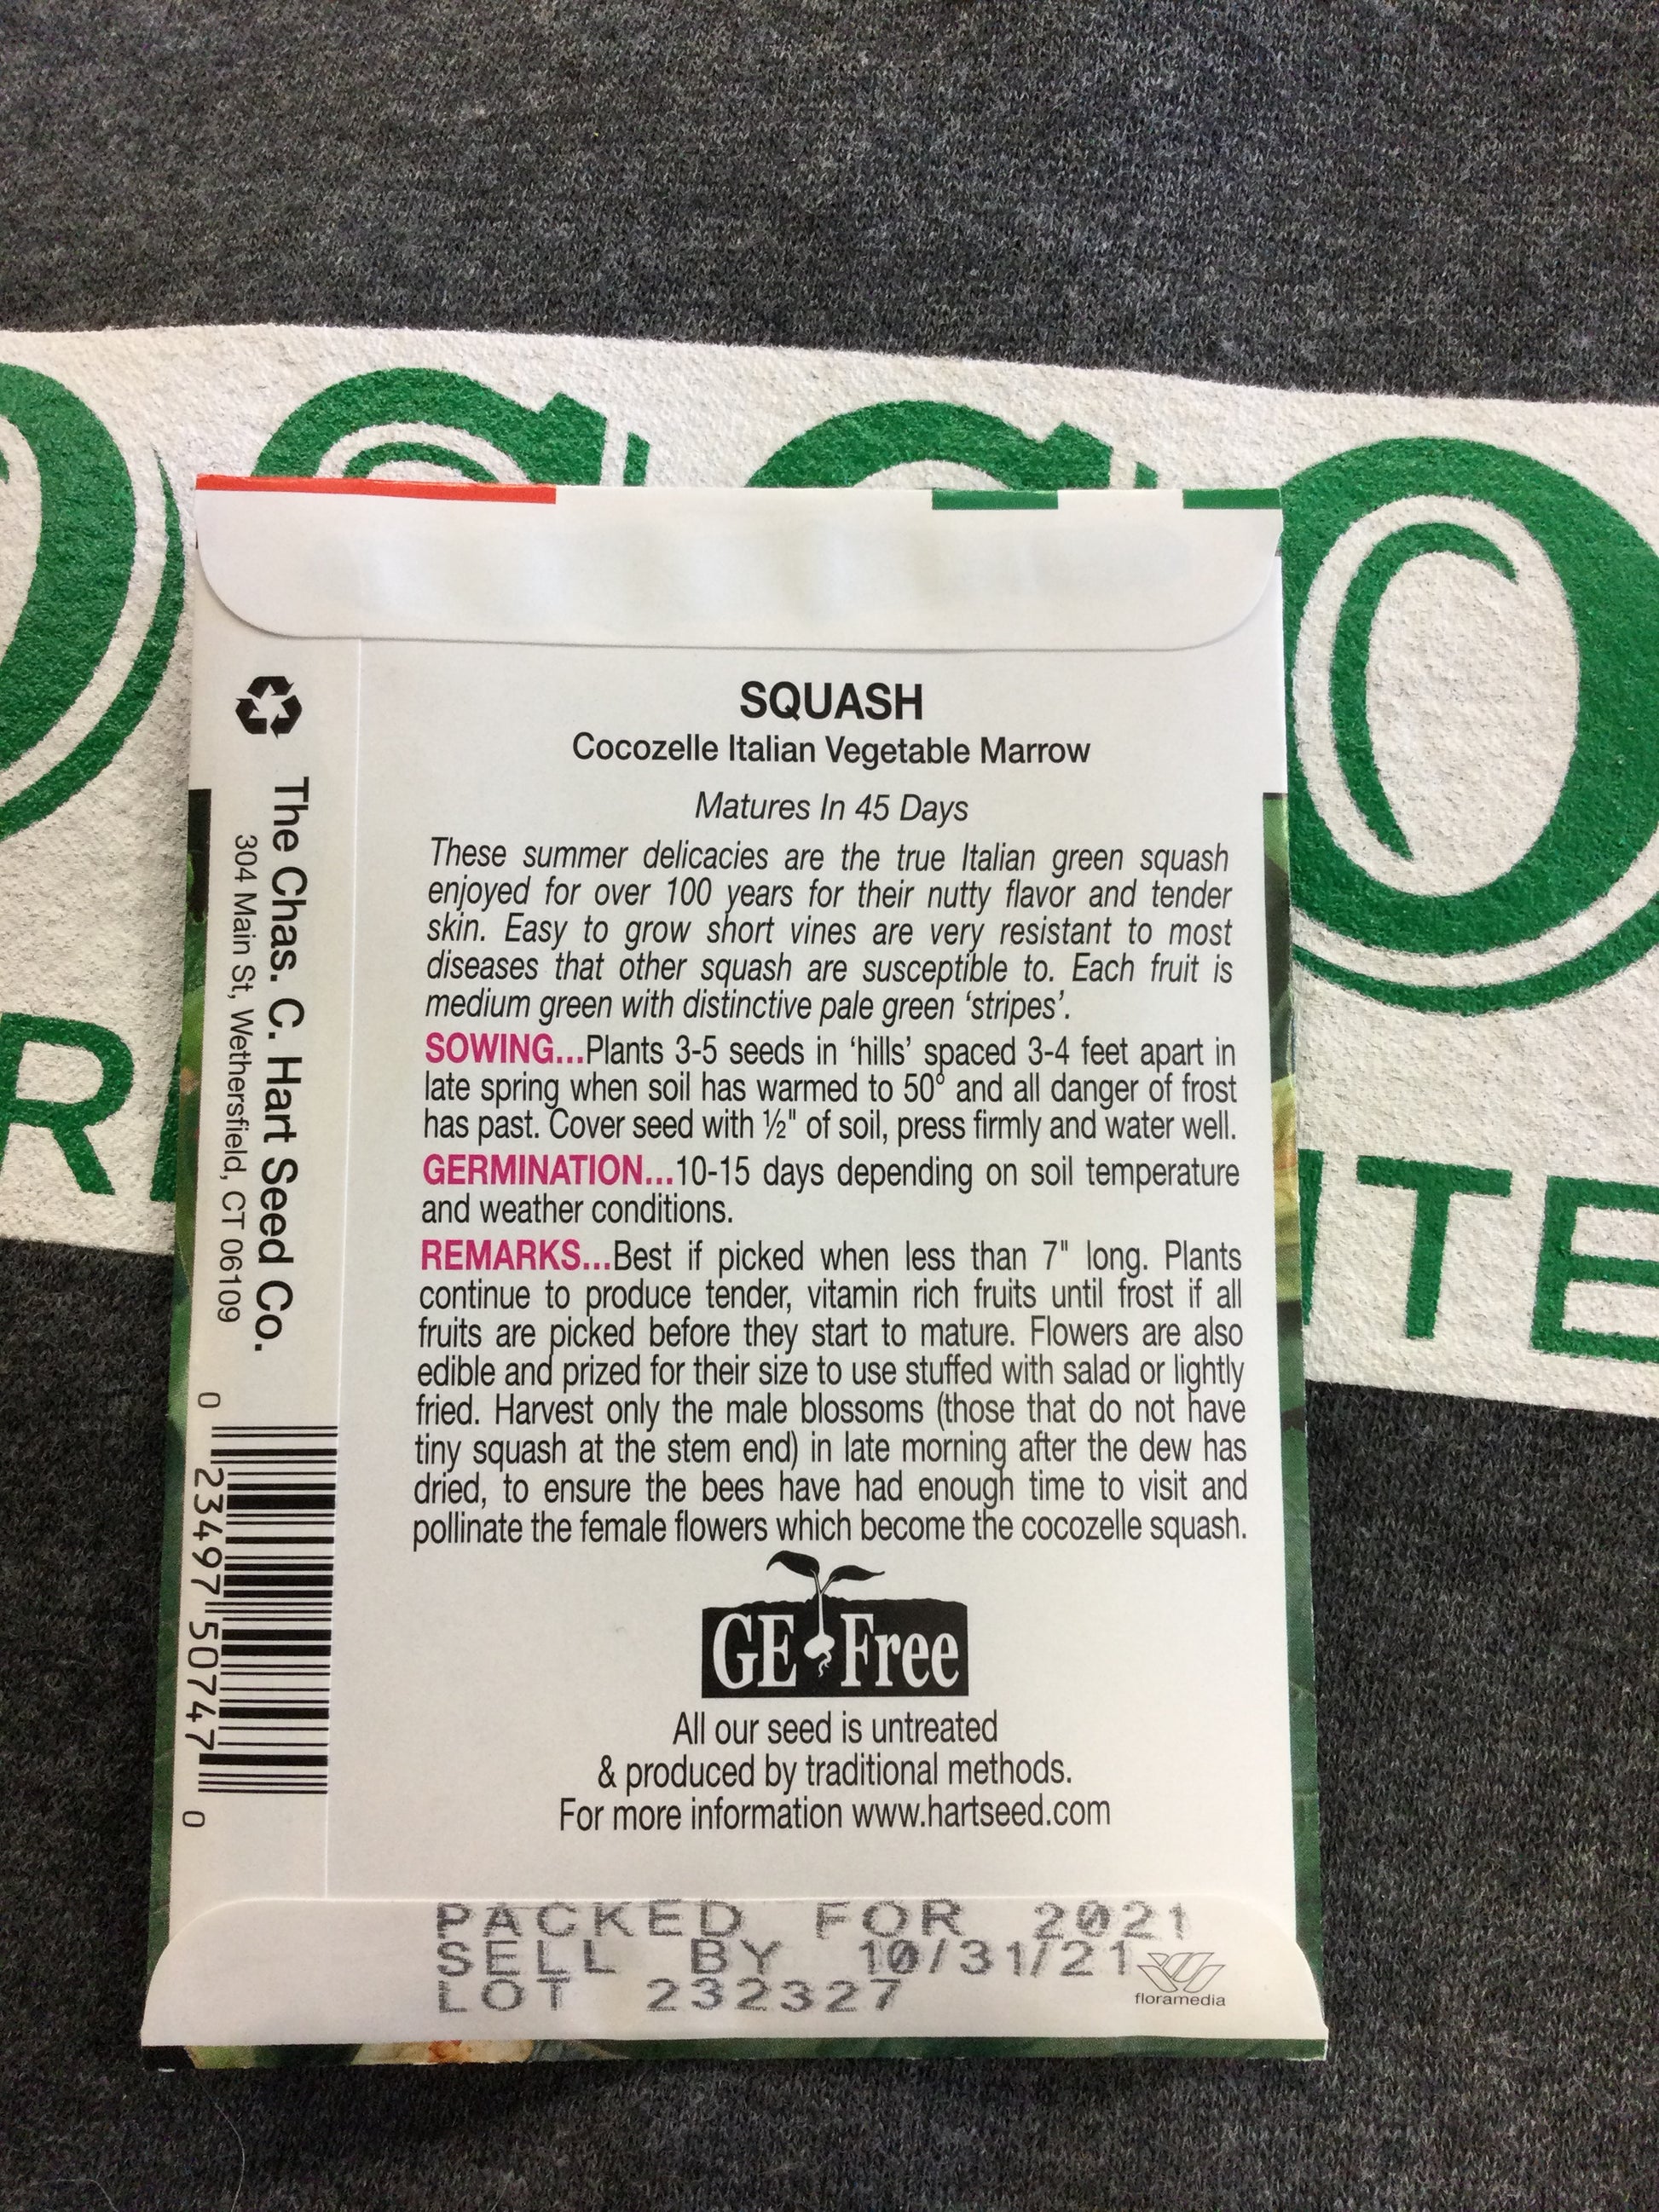 SQUASH
Cocozelle Italian Vegetable Marrow
Matures In 45 Days
These summer delicacies are the true Italian green squash
enjoyed for over 100 years for their nutty flavor and tender
skin. Easy to grow short vines are very resistant to most
diseases that other squash are susceptible to. Each fruit is
medium green with distinctive pale green ‘stripes’.
SOWING...Plants 3-5 seeds in ‘hills’ spaced 3-4 feet apart in
late spring when soil has warmed to 50° and all danger of frost
has past. Cover seed with ½" of soil, press firmly and water well.
GERMINATION...10-15 days depending on soil temperature
and weather conditions.
REMARKS...Best if picked when less than 7" long. Plants
continue to produce tender, vitamin rich fruits until frost if all
fruits are picked before they start to mature. Flowers are also
edible and prized for their size to use stuffed with salad or lightly
fried. Harvest only the male blossoms (those that do not have
tiny squash at the stem end) in late morning after the dew has
dried, to ensure the bees have had enough time to visit and
pollinate the female flowers which become the cocozelle squash.
GE Free
All our seed is untreated
& produced by traditional methods.
For more information www.hartseed.com
PACKED FOR 2021
SELL BY 10/31/21
LOT 232327
floramedia
The Chas. C. Hart Seed Co.
304 Main St, Wethersfield, CT 06109
0 23497 50747 0